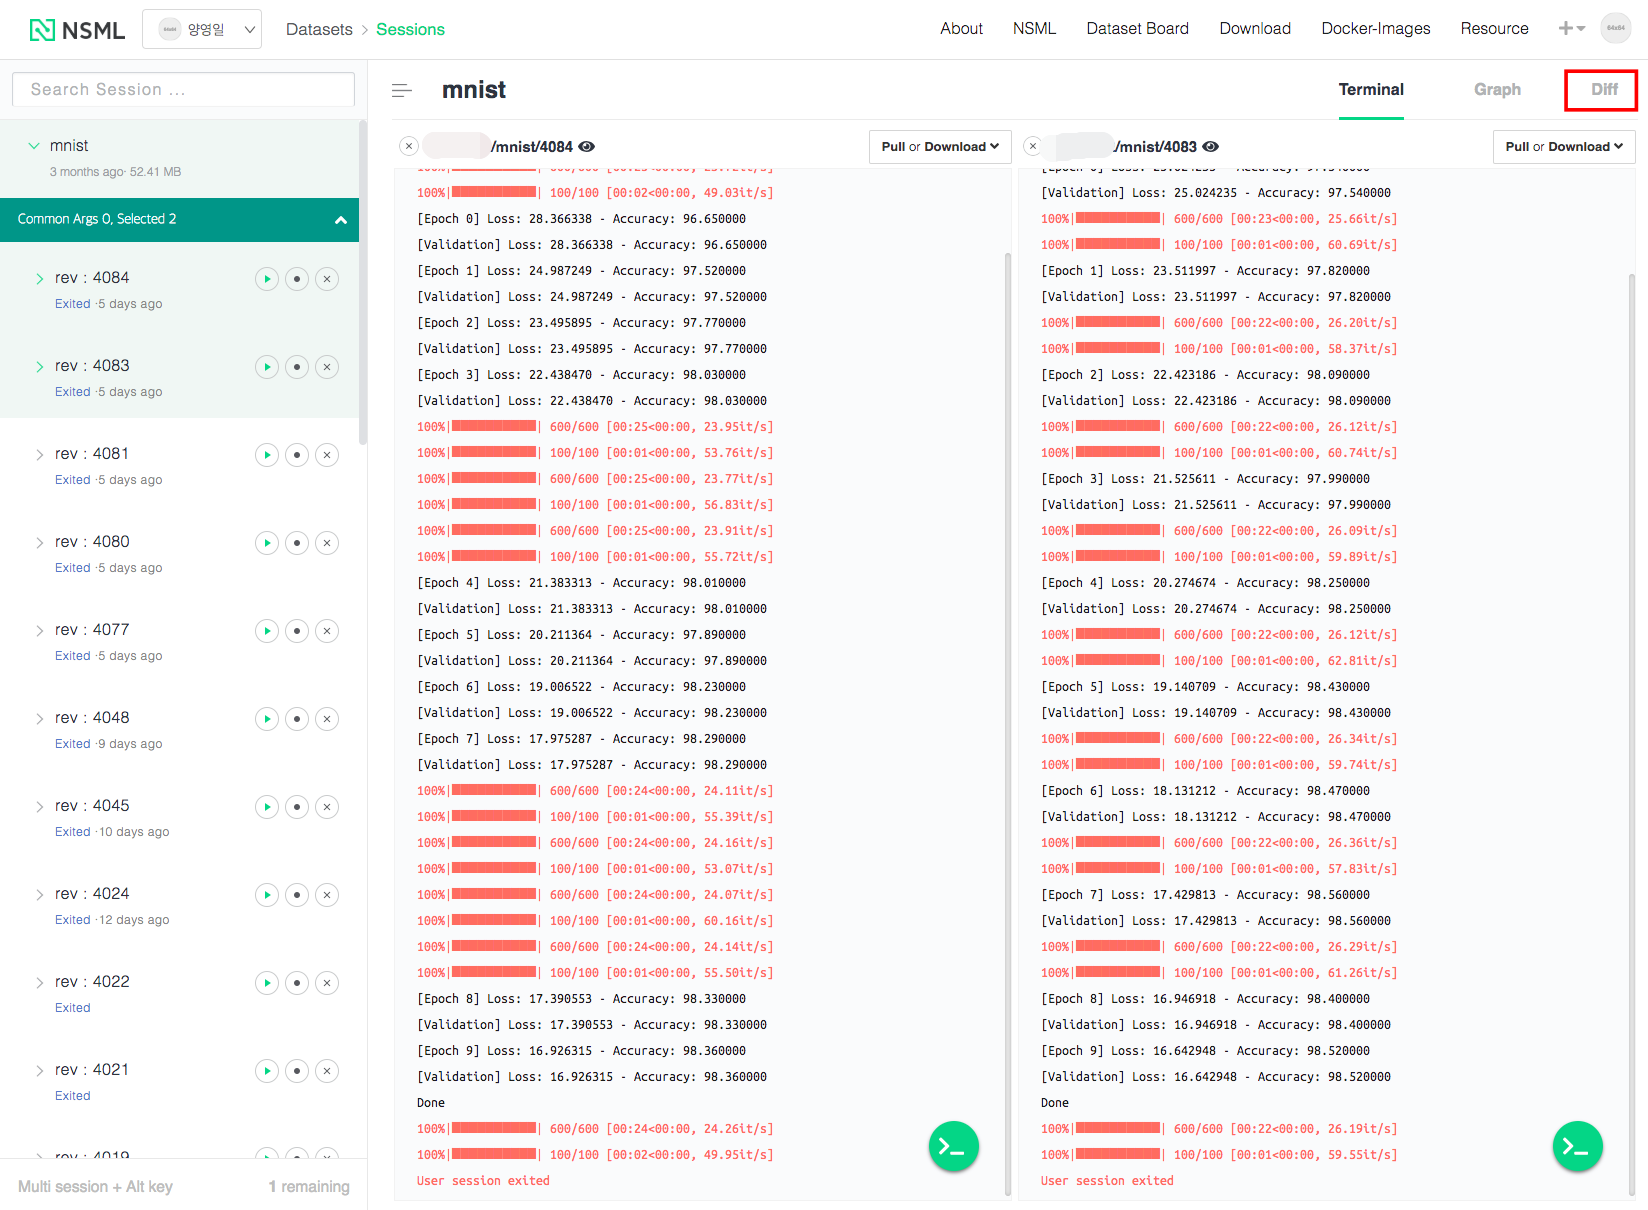 NSML
양영일
Datasets > Sessions
About
NSML
Dataset Board
Download
Docker-Images
Resource
Search Session ...
mnist
3 months ago· 52.41 MB
Common Args 0, Selected 2
rev : 4084
Exited ·5 days ago
rev : 4083
Exited ·5 days ago
rev : 4081
Exited ·5 days ago
rev : 4080
Exited ·5 days ago
rev : 4077
Exited ·5 days ago
rev : 4048
Exited ·9 days ago
rev : 4045
Exited ·10 days ago
rev : 4024
Exited ·12 days ago
rev : 4022
Exited
rev : 4021
Exited
rev : 4019
Multi session + Alt key
1 remaining
mnist
Terminal
Graph
Diff
/mnist/4084
Pull or Download
100%| | 100/100 [00:02<00:00, 49.03it/s]
[Epoch 0] Loss: 28.366338 - Accuracy: 96.650000
[Validation] Loss: 28.366338 - Accuracy: 96.650000
[Epoch 1] Loss: 24.987249 - Accuracy: 97.520000
[Validation] Loss: 24.987249 - Accuracy: 97.520000
[Epoch 2] Loss: 23.495895 - Accuracy: 97.770000
[Validation] Loss: 23.495895 - Accuracy: 97.770000
[Epoch 3] Loss: 22.438470 - Accuracy: 98.030000
[Validation] Loss: 22.438470 - Accuracy: 98.030000
100%| | 600/600 [00:25<00:00, 23.95it/s]
100%| | 100/100 [00:01<00:00, 53.76it/s]
100%| | 600/600 [00:25<00:00, 23.77it/s]
100%| | 100/100 [00:01<00:00, 56.83it/s]
100%| | 600/600 [00:25<00:00, 23.91it/s]
100%| | 100/100 [00:01<00:00, 55.72it/s]
[Epoch 4] Loss: 21.383313 - Accuracy: 98.010000
[Validation] Loss: 21.383313 - Accuracy: 98.010000
[Epoch 5] Loss: 20.211364 - Accuracy: 97.890000
[Validation] Loss: 20.211364 - Accuracy: 97.890000
[Epoch 6] Loss: 19.006522 - Accuracy: 98.230000
[Validation] Loss: 19.006522 - Accuracy: 98.230000
[Epoch 7] Loss: 17.975287 - Accuracy: 98.290000
[Validation] Loss: 17.975287 - Accuracy: 98.290000
100%| | 600/600 [00:24<00:00, 24.11it/s]
100%| | 100/100 [00:01<00:00, 55.39it/s]
100%| | 600/600 [00:24<00:00, 24.16it/s]
100%| | 100/100 [00:01<00:00, 53.07it/s]
100%| | 600/600 [00:24<00:00, 24.07it/s]
100%| | 100/100 [00:01<00:00, 60.16it/s]
100%| | 600/600 [00:24<00:00, 24.14it/s]
100%| | 100/100 [00:01<00:00, 55.50it/s]
[Epoch 8] Loss: 17.390553 - Accuracy: 98.330000
[Validation] Loss: 17.390553 - Accuracy: 98.330000
[Epoch 9] Loss: 16.926315 - Accuracy: 98.360000
[Validation] Loss: 16.926315 - Accuracy: 98.360000
Done
100%| | 600/600 [00:24<00:00, 24.26it/s]
100%| | 100/100 [00:02<00:00, 49.95it/s]
User session exited
/mnist/4083
Pull or Download
[Validation] Loss: 25.024235 - Accuracy: 97.540000
100%| | 600/600 [00:23<00:00, 25.66it/s]
100%| | 100/100 [00:01<00:00, 60.69it/s]
[Epoch 1] Loss: 23.511997 - Accuracy: 97.820000
[Validation] Loss: 23.511997 - Accuracy: 97.820000
100%| | 600/600 [00:22<00:00, 26.20it/s]
100%| | 100/100 [00:01<00:00, 58.37it/s]
[Epoch 2] Loss: 22.423186 - Accuracy: 98.090000
[Validation] Loss: 22.423186 - Accuracy: 98.090000
100%| | 600/600 [00:22<00:00, 26.12it/s]
100%| | 100/100 [00:01<00:00, 60.74it/s]
[Epoch 3] Loss: 21.525611 - Accuracy: 97.990000
[Validation] Loss: 21.525611 - Accuracy: 97.990000
100%| | 600/600 [00:22<00:00, 26.09it/s]
100%| | 100/100 [00:01<00:00, 59.89it/s]
[Epoch 4] Loss: 20.274674 - Accuracy: 98.250000
[Validation] Loss: 20.274674 - Accuracy: 98.250000
100%| | 600/600 [00:22<00:00, 26.12it/s]
100%| | 100/100 [00:01<00:00, 62.81it/s]
[Epoch 5] Loss: 19.140709 - Accuracy: 98.430000
[Validation] Loss: 19.140709 - Accuracy: 98.430000
100%| | 600/600 [00:22<00:00, 26.34it/s]
100%| | 100/100 [00:01<00:00, 59.74it/s]
[Epoch 6] Loss: 18.131212 - Accuracy: 98.470000
[Validation] Loss: 18.131212 - Accuracy: 98.470000
100%| | 600/600 [00:22<00:00, 26.36it/s]
100%| | 100/100 [00:01<00:00, 57.83it/s]
[Epoch 7] Loss: 17.429813 - Accuracy: 98.560000
[Validation] Loss: 17.429813 - Accuracy: 98.560000
100%| | 600/600 [00:22<00:00, 26.29it/s]
100%| | 100/100 [00:01<00:00, 61.26it/s]
[Epoch 8] Loss: 16.946918 - Accuracy: 98.400000
[Validation] Loss: 16.946918 - Accuracy: 98.400000
[Epoch 9] Loss: 16.642948 - Accuracy: 98.520000
[Validation] Loss: 16.642948 - Accuracy: 98.520000
Done
100%| | 600/600 [00:22<00:00, 26.19it/s]
100%| | 100/100 [00:01<00:00, 59.55it/s]
User session exited